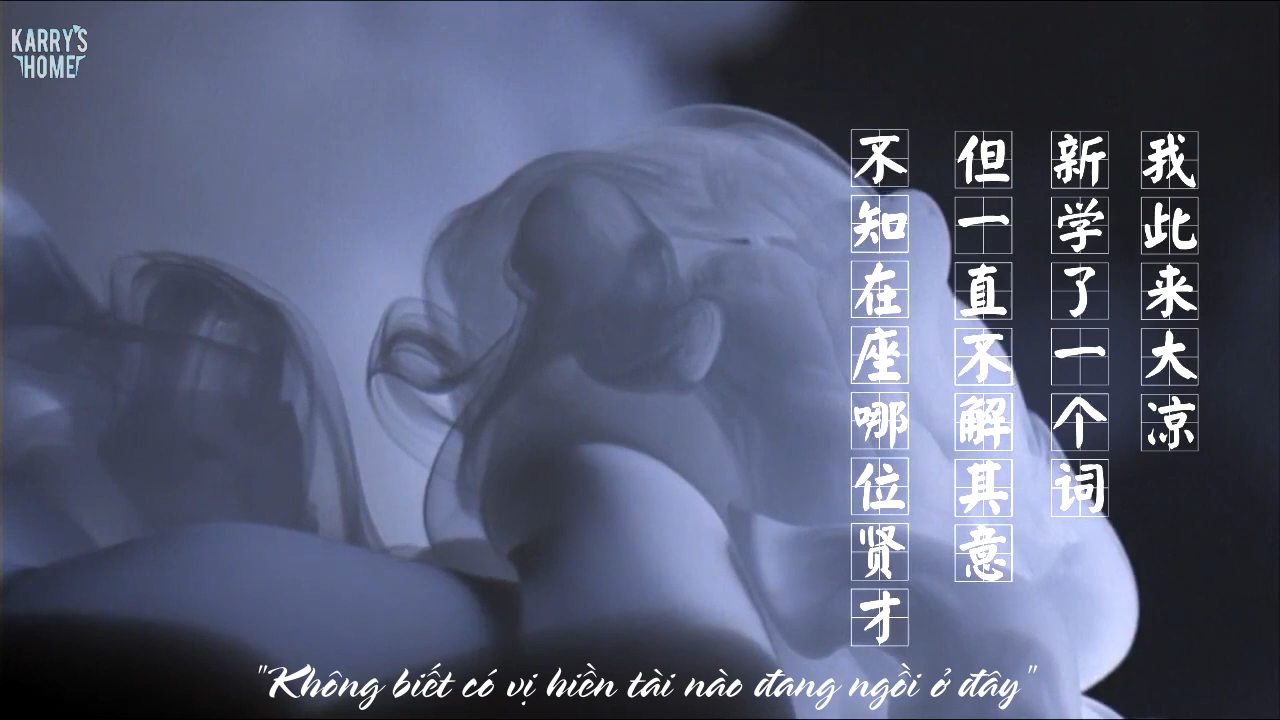 KARRY'S
HOME
我此来大凉
新学了一个词
但一直不解其意
不知在座哪位贤才
"Không biết có vị hiền tài nào đang ngồi ở đây"